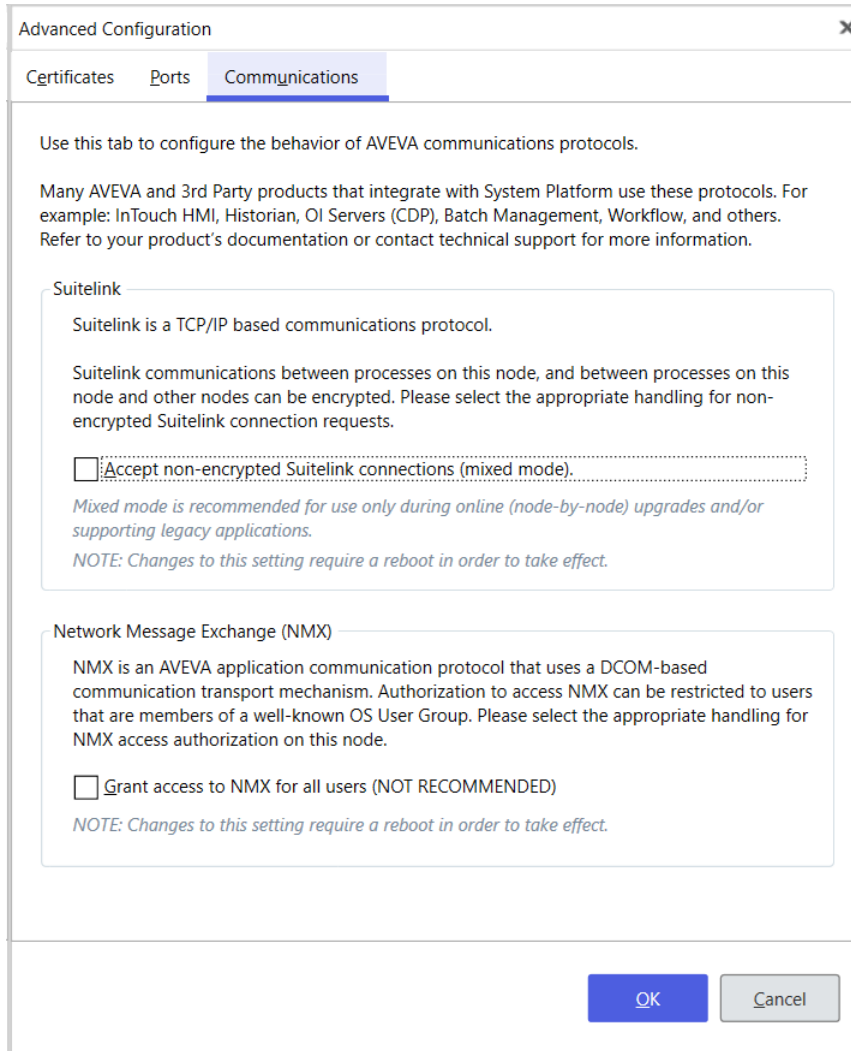 Advanced Configuration
Certificates Ports Communications
Use this tab to configure the behavior of AVEVA communications protocols.
Many AVEVA and 3rd Party products that integrate with System Platform use these protocols. For
example: InTouch HMI, Historian, OI Servers (CDP), Batch Management, Workflow, and others.
Refer to your product's documentation or contact technical support for more information.
Suitelink
Suitelink is a TCP/IP based communications protocol.
Suitelink communications between processes on this node, and between processes on this
node and other nodes can be encrypted. Please select the appropriate handling for non-
encrypted Suitelink connection requests.
Accept non-encrypted Suitelink connections (mixed mode).
Mixed mode is recommended for use only during online (node-by-node) upgrades and/or
supporting legacy applications.
NOTE: Changes to this setting require a reboot in order to take effect.
Network Message Exchange (NMX)
NMX is an AVEVA application communication protocol that uses a DCOM-based
communication transport mechanism. Authorization to access NMX can be restricted to users
that are members of a well-known OS User Group. Please select the appropriate handling for
NMX access authorization on this node.
Grant access to NMX for all users (NOT RECOMMENDED)
NOTE: Changes to this setting require a reboot in order to take effect.
OK Cancel